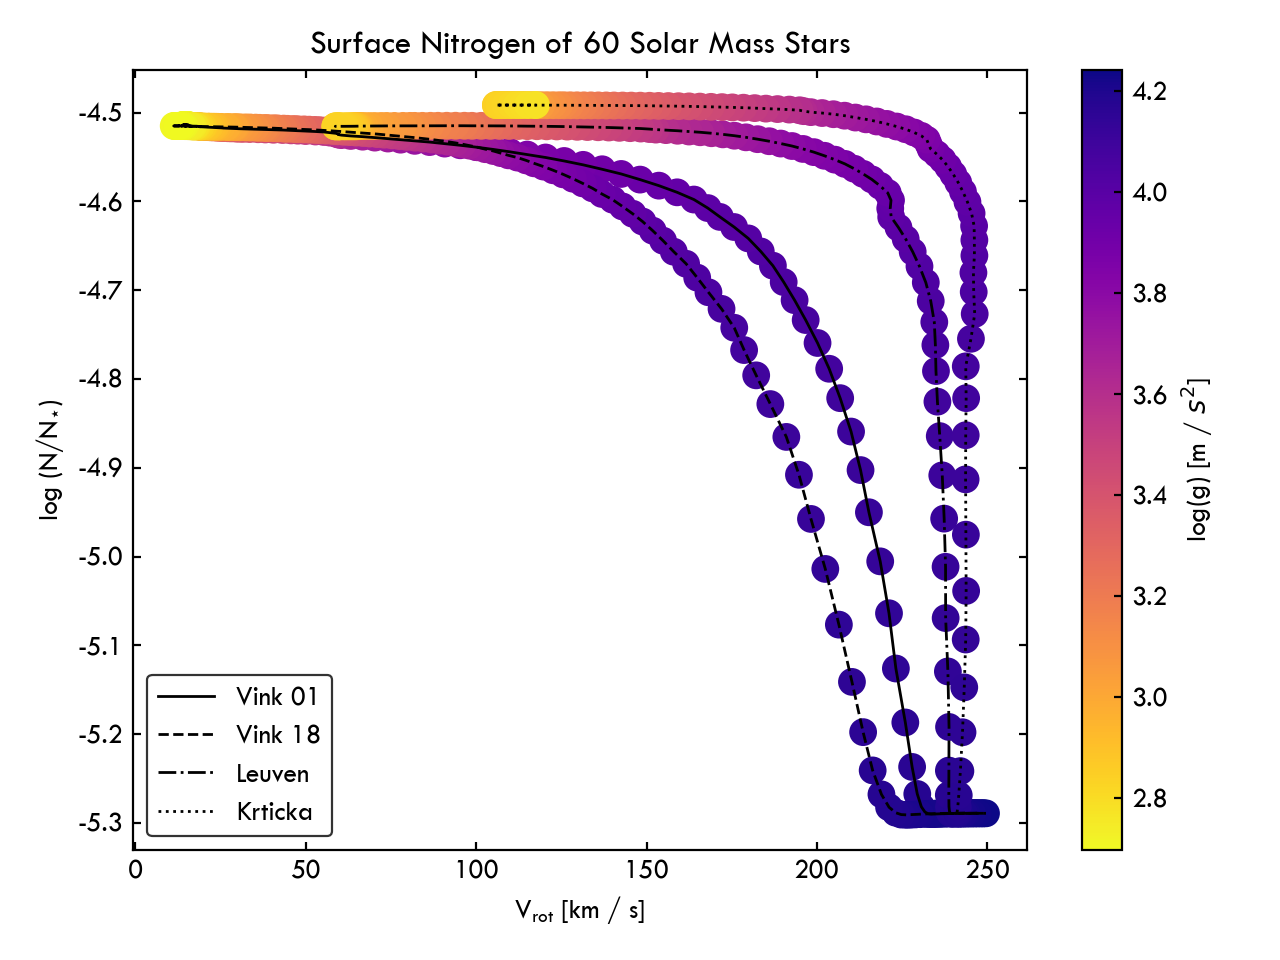 Surface Nitrogen of 60 Solar Mass Stars
-4.5
-4.6
-4.7
-4.8
-4.9
-5.0
-5.1
-5.2
-5.3
log (N/N⋆)
Vink 01
Vink 18
Leuven
Krticka
0
50
100
150
200
250
V_rot [km / s]
4.2
4.0
3.8
3.6
3.4
3.2
3.0
2.8
log(g) [m / s²]